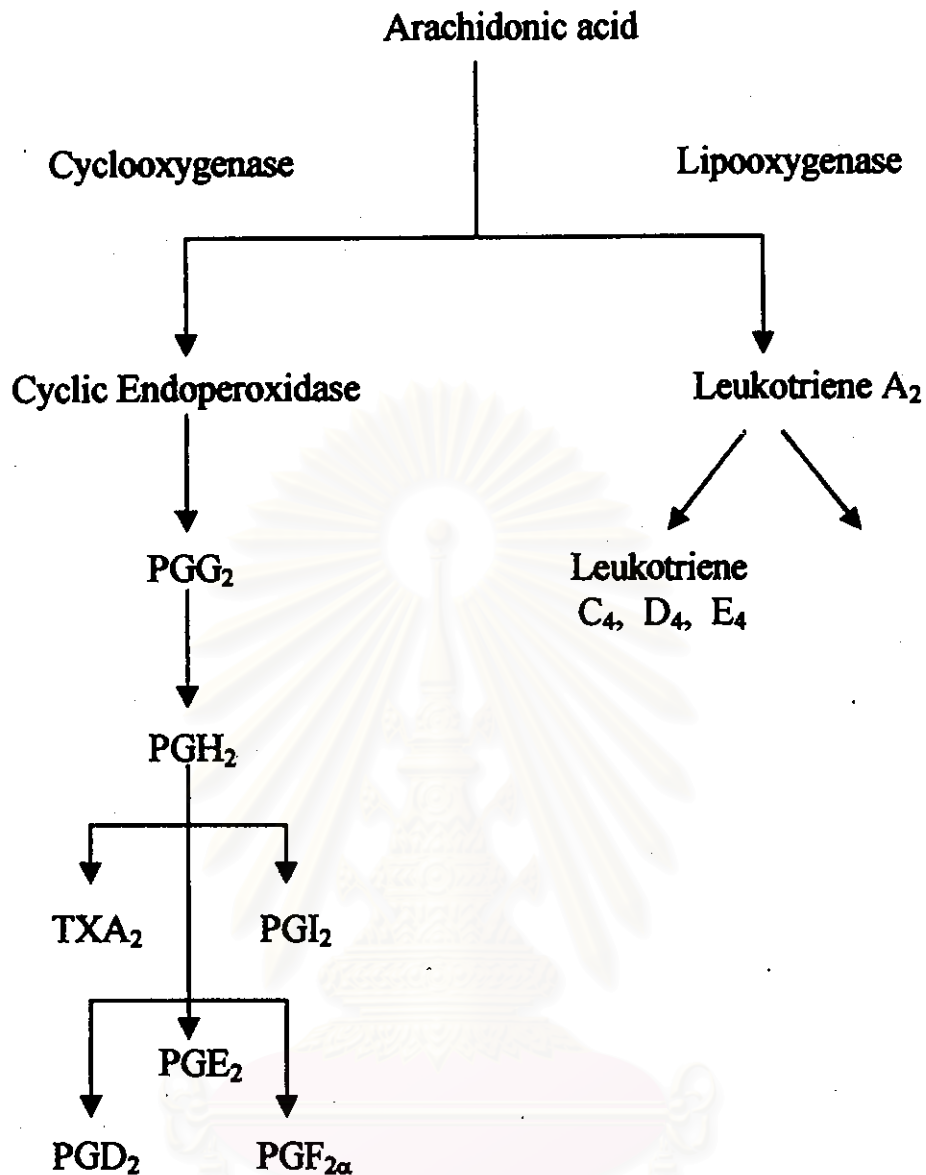 Arachidonic acid
Cyclooxygenase
Lipooxygenase
Cyclic Endoperoxidase
Leukotriene A₂
PGG₂
Leukotriene
C₄, D₄, E₄
PGH₂
TXA₂
PGI₂
PGE₂
PGD₂
PGF₂α